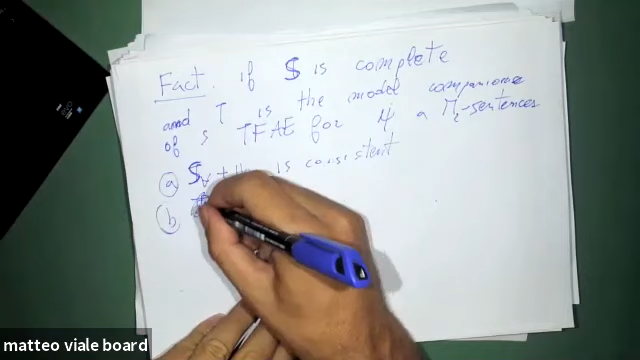 Fact. if S is complete
and T is the model companion
of S TFAE for ψ a Π₂-sentences
(a) S∀ + is consistent
(b)
matteo viale board